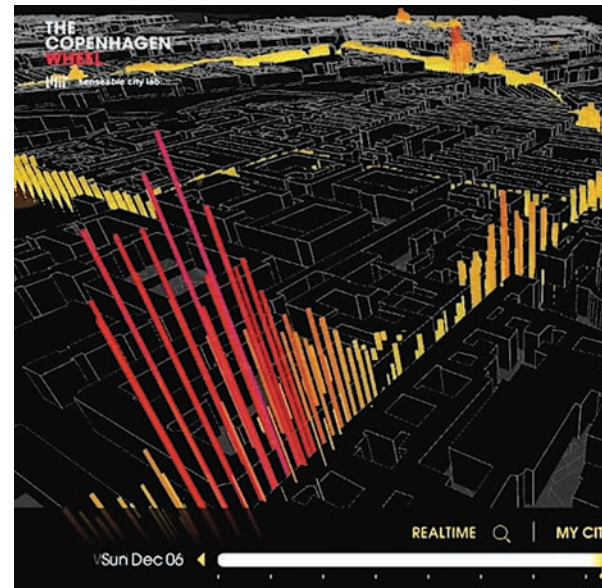 THE
COPENHAGEN
WHEEL
senseable city lab
REALTIME | MY CIT
Sun Dec 06